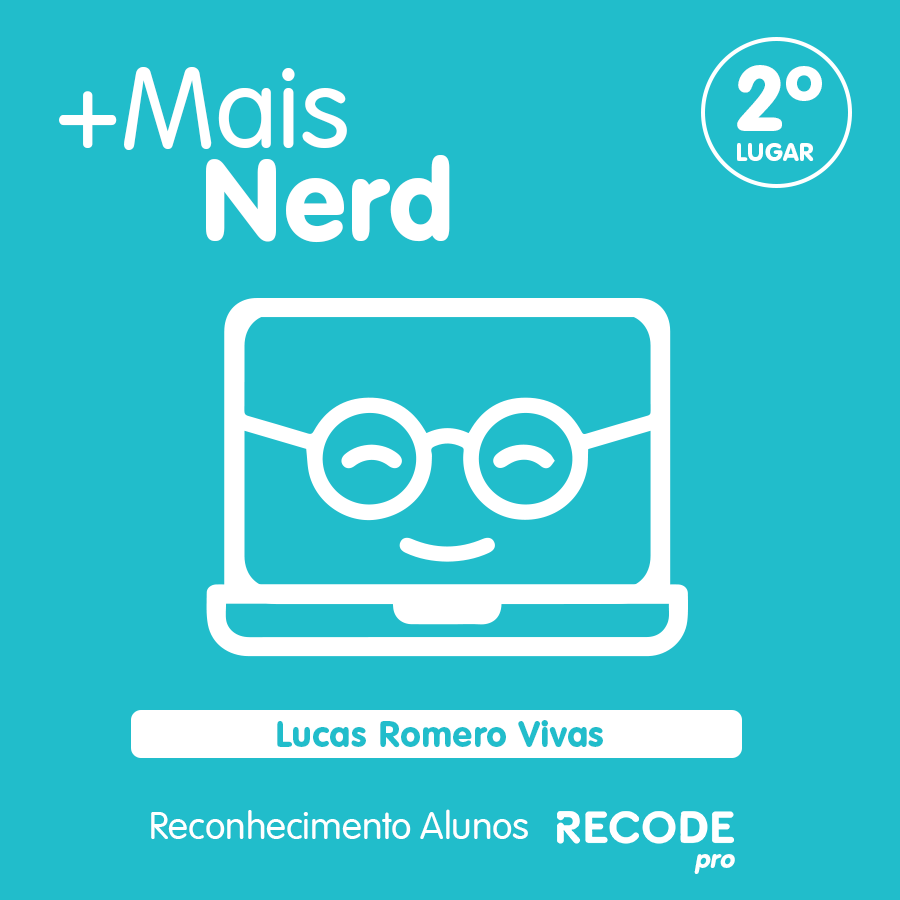 +Mais
Nerd
2º
LUGAR
Lucas Romero Vivas
Reconhecimento Alunos RECODE
pro